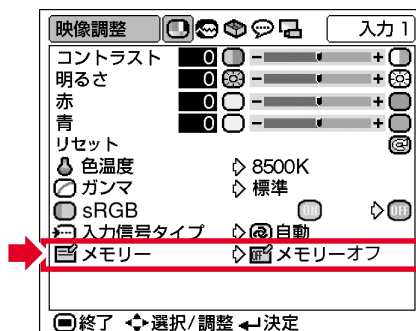 映像調整 入力 1
コントラスト 0 - +
明るさ 0 - +
赤 0 - +
青 0 - +
リセット
色温度 8500K
ガンマ 標準
sRGB ON OFF
入力信号タイプ 自動
メモリー OFF メモリーオフ
終了 選択/調整 決定